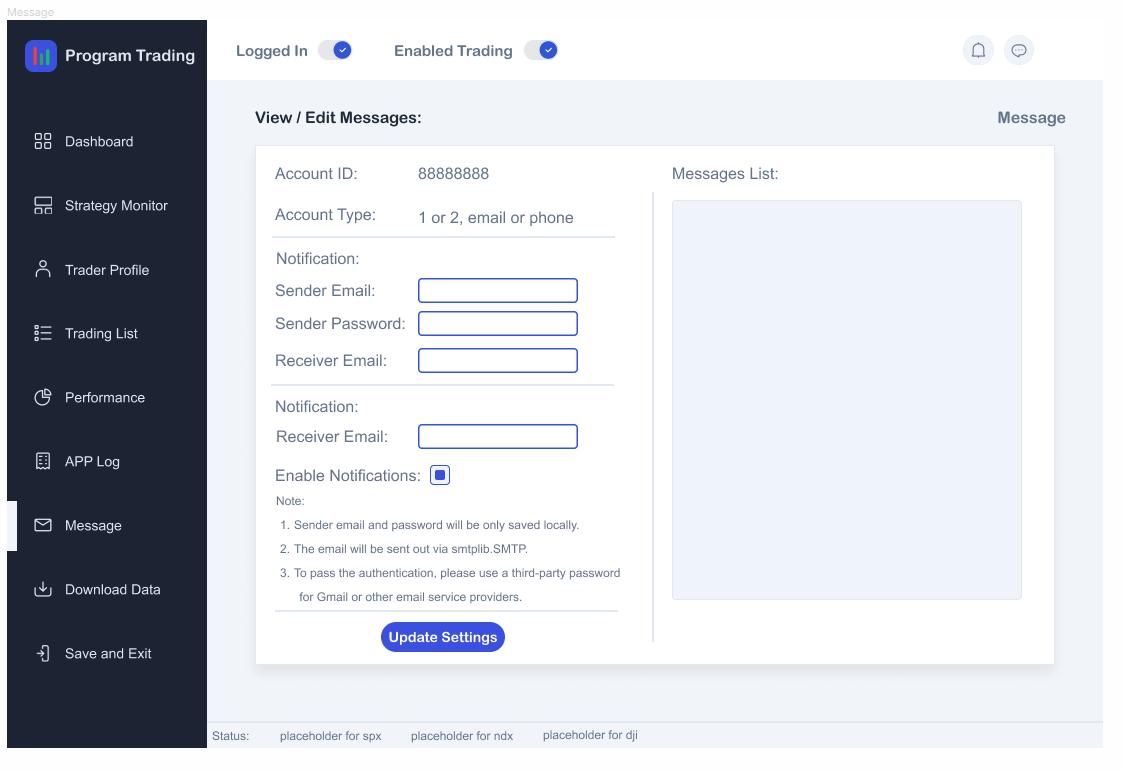 Message
Program Trading
Logged In
Enabled Trading
Dashboard
Strategy Monitor
Trader Profile
Trading List
Performance
APP Log
Message
Download Data
Save and Exit
View / Edit Messages:
Message
Account ID: 88888888
Account Type: 1 or 2, email or phone
Notification:
Sender Email:
Sender Password:
Receiver Email:
Notification:
Receiver Email:
Enable Notifications:
Note:
1. Sender email and password will be only saved locally.
2. The email will be sent out via smtplib.SMTP.
3. To pass the authentication, please use a third-party password
for Gmail or other email service providers.
Update Settings
Messages List:
Status: placeholder for spx placeholder for ndx placeholder for dji